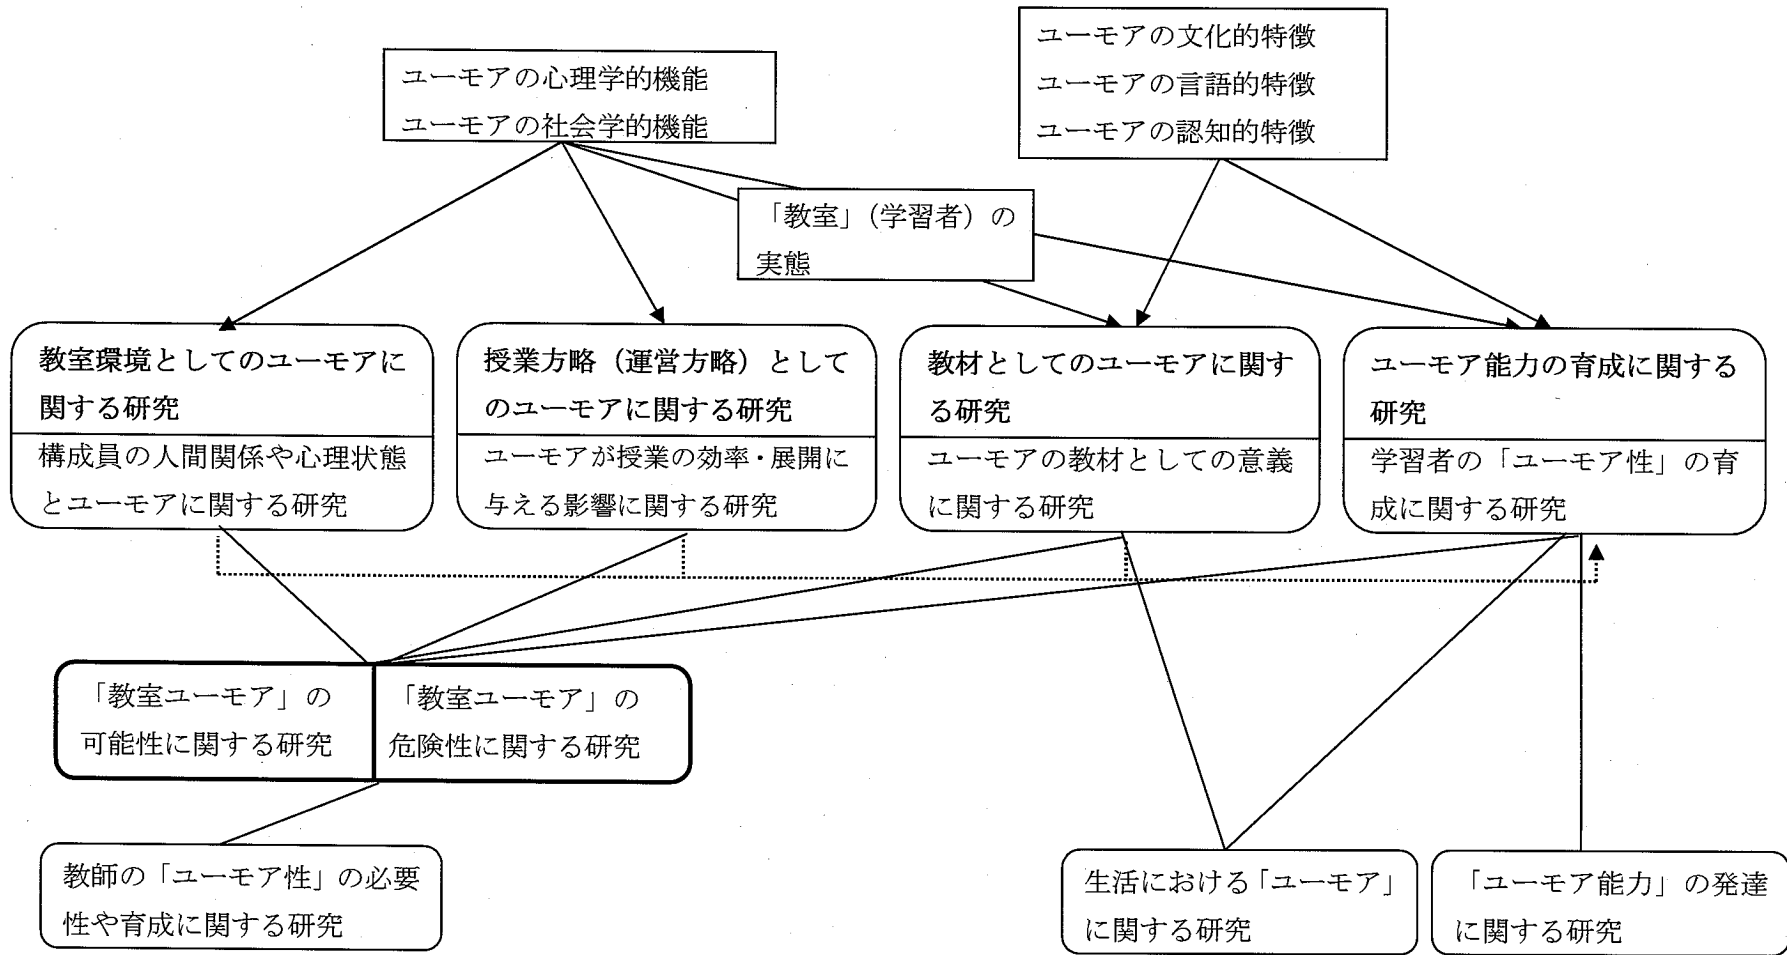 ユーモアの心理学的機能
ユーモアの社会学的機能
ユーモアの文化的特徴
ユーモアの言語的特徴
ユーモアの認知的特徴
「教室」（学習者）の
実態
教室環境としてのユーモアに
関する研究
構成員の人間関係や心理状態
とユーモアに関する研究
授業方略（運営方略）として
のユーモアに関する研究
ユーモアが授業の効率・展開に
与える影響に関する研究
教材としてのユーモアに関す
る研究
ユーモアの教材としての意義
に関する研究
ユーモア能力の育成に関する
研究
学習者の「ユーモア性」の育
成に関する研究
「教室ユーモア」の
可能性に関する研究
「教室ユーモア」の
危険性に関する研究
教師の「ユーモア性」の必要
性や育成に関する研究
生活における「ユーモア」
に関する研究
「ユーモア能力」の発達
に関する研究